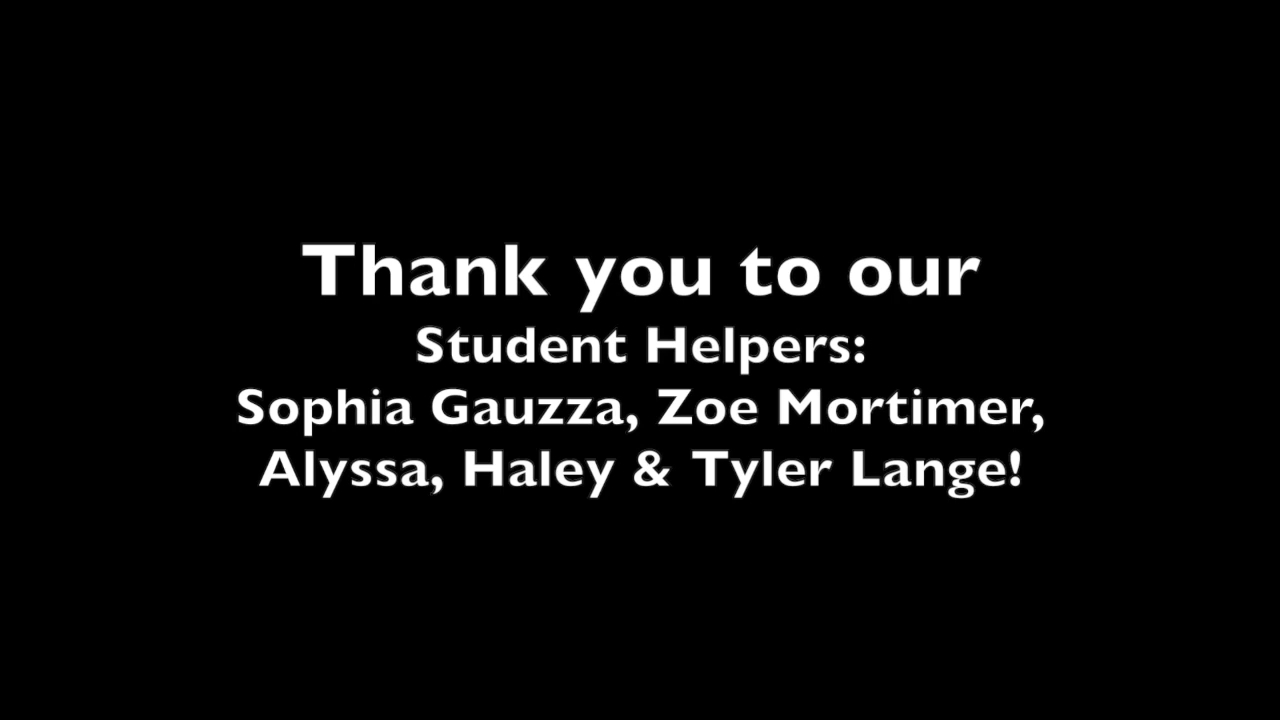 Thank you to our
Student Helpers:
Sophia Gauzza, Zoe Mortimer,
Alyssa, Haley & Tyler Lange!